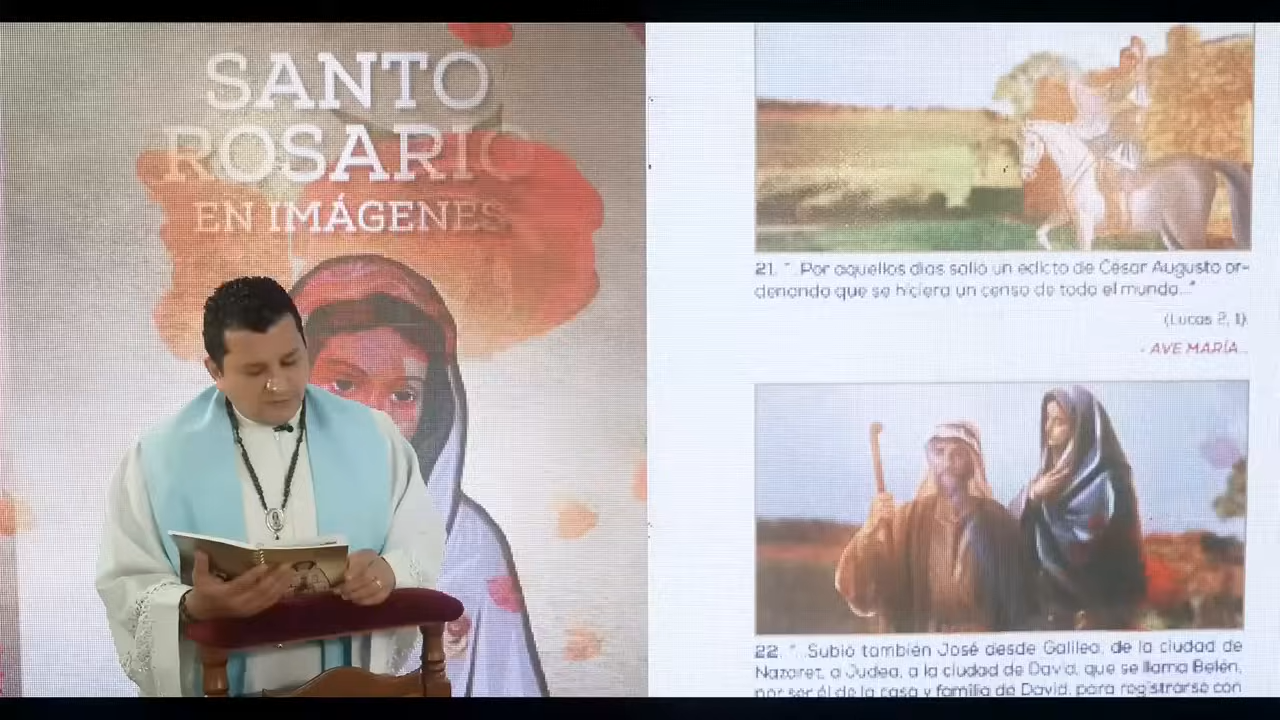 SANTO
ROSARIO
EN IMÁGENES
21. "...Por aquellos días salió un edicto de César Augusto or-
denando que se hiciera un censo de todo el mundo..."
(Lucas 2, 1).
- AVE MARÍA...
22. "...Subió también José desde Galilea, de la ciudad de
Nazaret, a Judea, a la ciudad de David, que se llama Belén,
por ser él de la casa y familia de David, para registrarse con